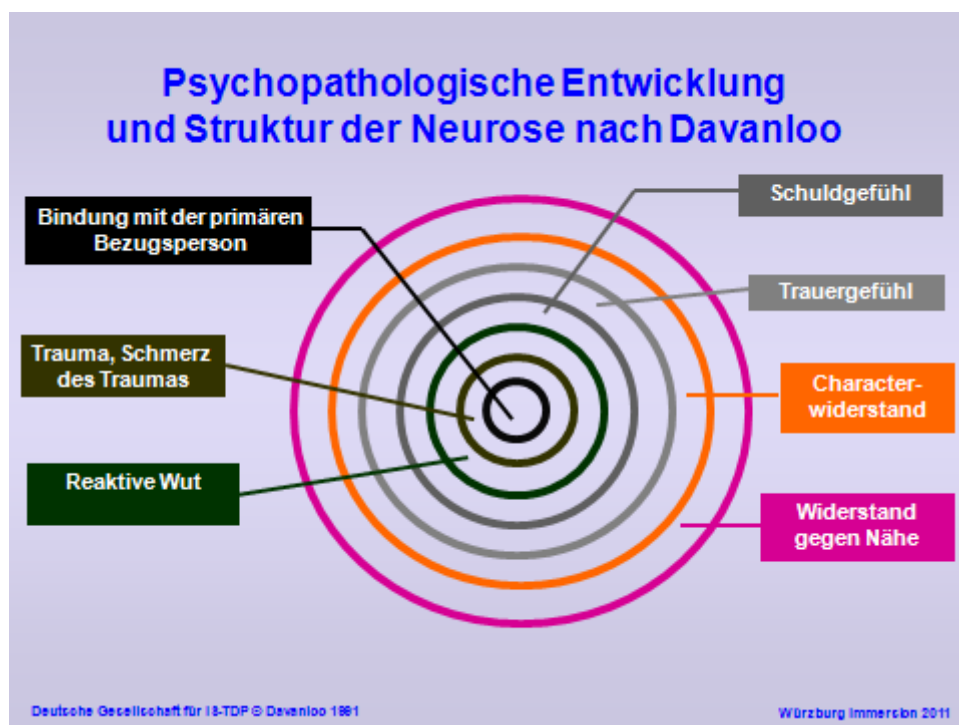 Psychopathologische Entwicklung
und Struktur der Neurose nach Davanloo
Bindung mit der primären
Bezugsperson
Schuldgefühl
Trauergefühl
Trauma, Schmerz
des Traumas
Character-
widerstand
Reaktive Wut
Widerstand
gegen Nähe
Deutsche Gesellschaft für IS-TDP © Davanloo 1991
Würzburg Immersion 2011